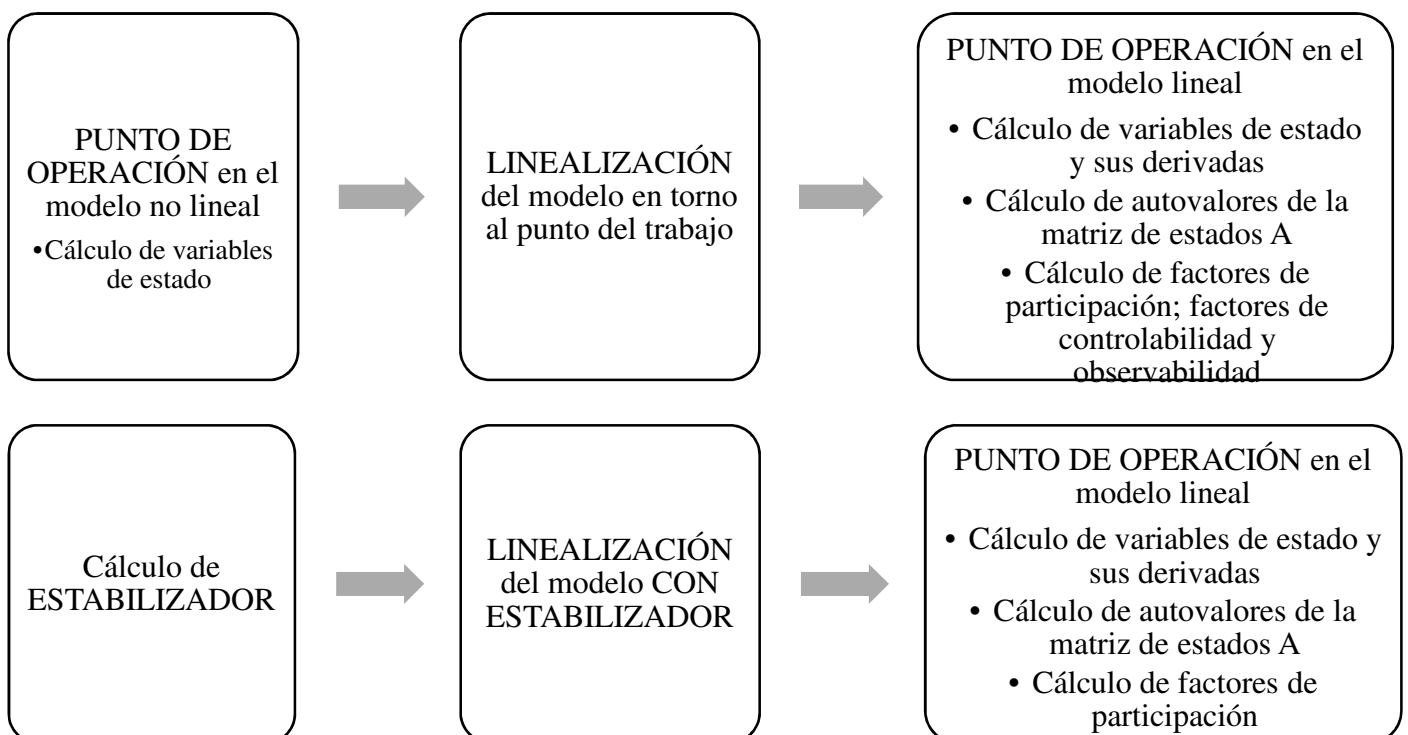 PUNTO DE
OPERACIÓN en el
modelo no lineal
•Cálculo de variables
de estado
LINEALIZACIÓN
del modelo en torno
al punto del trabajo
PUNTO DE OPERACIÓN en el
modelo lineal
• Cálculo de variables de estado
y sus derivadas
• Cálculo de autovalores de la
matriz de estados A
• Cálculo de factores de
participación; factores de
controlabilidad y
observabilidad
Cálculo de
ESTABILIZADOR
LINEALIZACIÓN
del modelo CON
ESTABILIZADOR
PUNTO DE OPERACIÓN en el
modelo lineal
• Cálculo de variables de estado y
sus derivadas
• Cálculo de autovalores de la
matriz de estados A
• Cálculo de factores de
participación